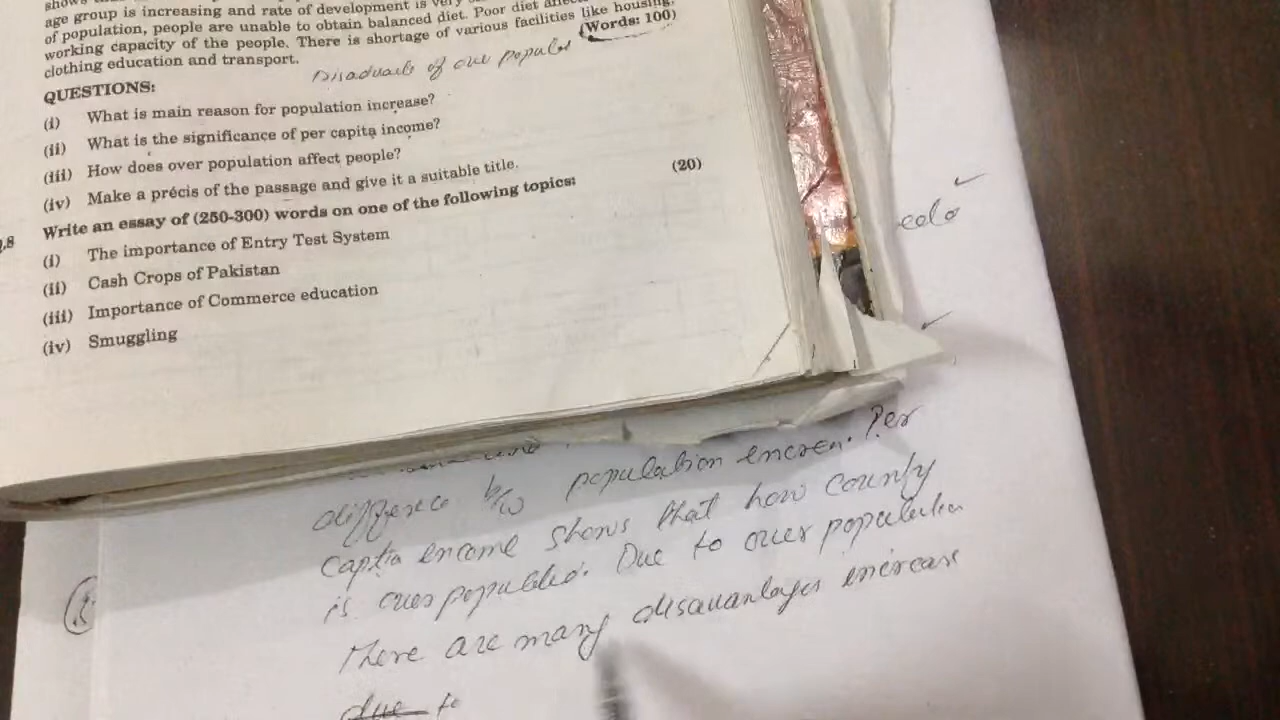 age group is increasing and rate of development is very
of population, people are unable to obtain balanced diet. Poor diet
working capacity of the people. There is shortage of various facilities like housing,
clothing education and transport.
(Words: 100)
of our
QUESTIONS:
(i) What is main reason for population increase?
(ii) What is the significance of per capita income?
(iii) How does over population affect people?
(iv) Make a précis of the passage and give it a suitable title.
.8 Write an essay of (250-300) words on one of the following topics: (20)
(i) The importance of Entry Test System
(ii) Cash Crops of Pakistan
(iii) Importance of Commerce education
(iv) Smuggling
difference b/w population . Per
income shows that how
is over . Due to over population
There are many increase
due to